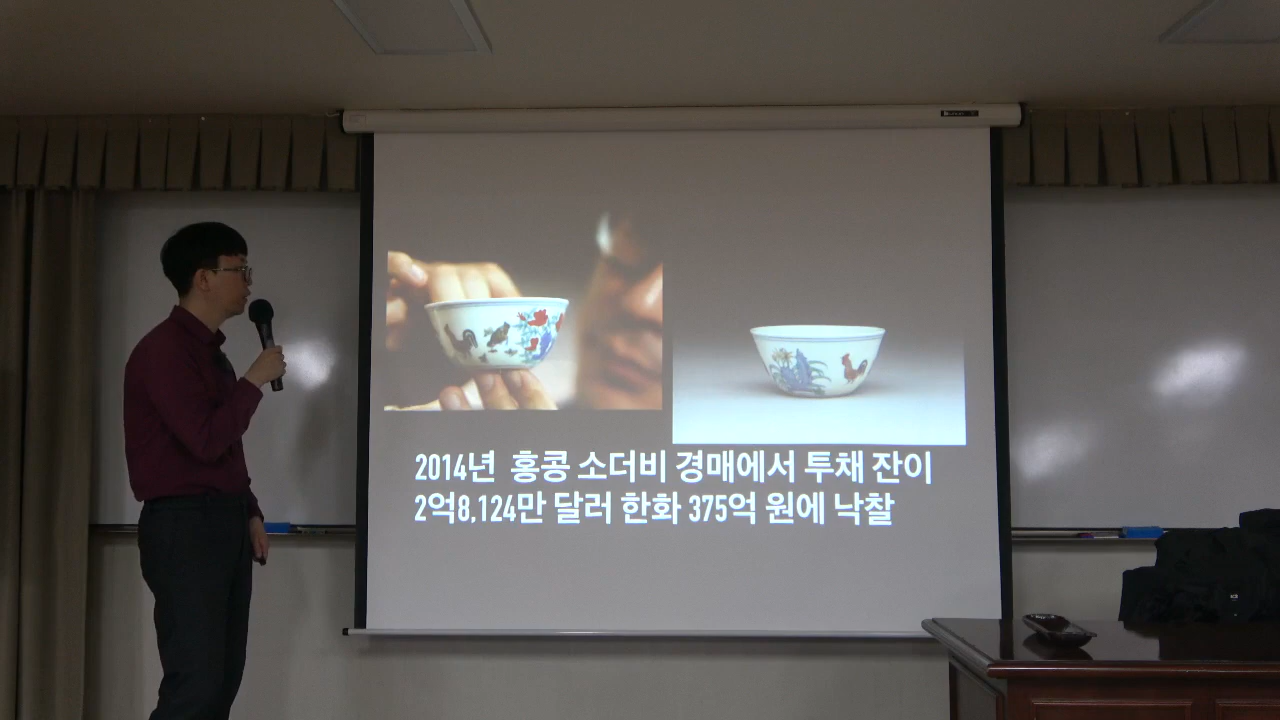 2014년 홍콩 소더비 경매에서 투채 잔이
2억8,124만 달러 한화 375억 원에 낙찰